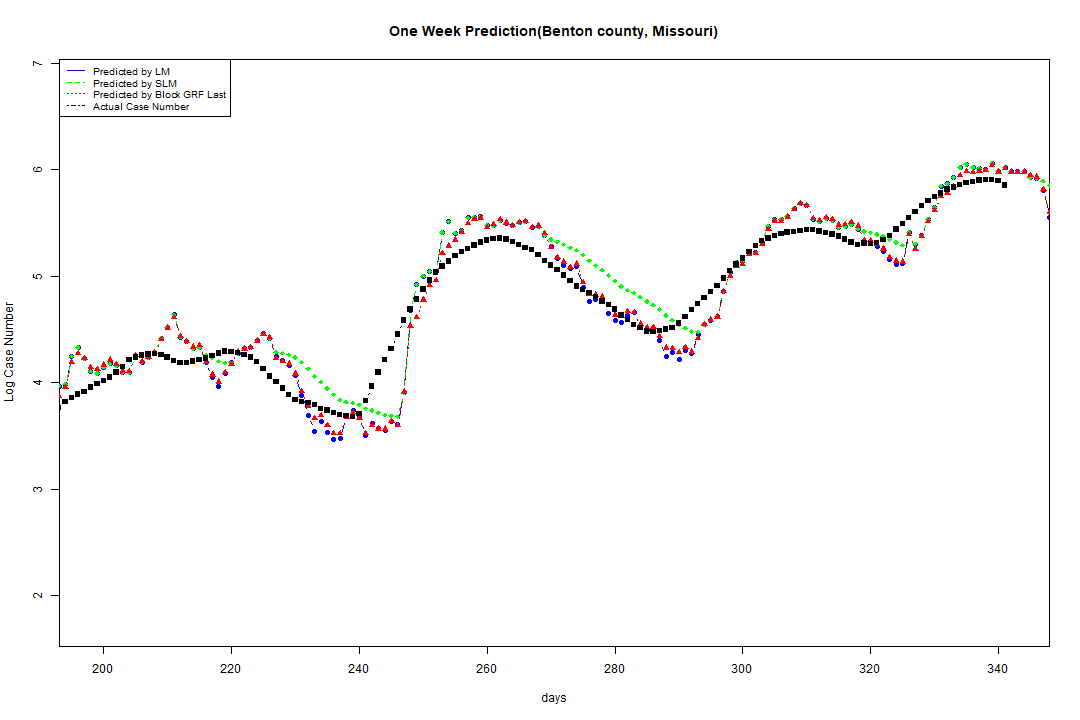 One Week Prediction(Benton county, Missouri)
Predicted by LM
Predicted by SLM
Predicted by Block GRF Last
Actual Case Number
7
6
5
4
3
2
Log Case Number
200 220 240 260 280 300 320 340
days